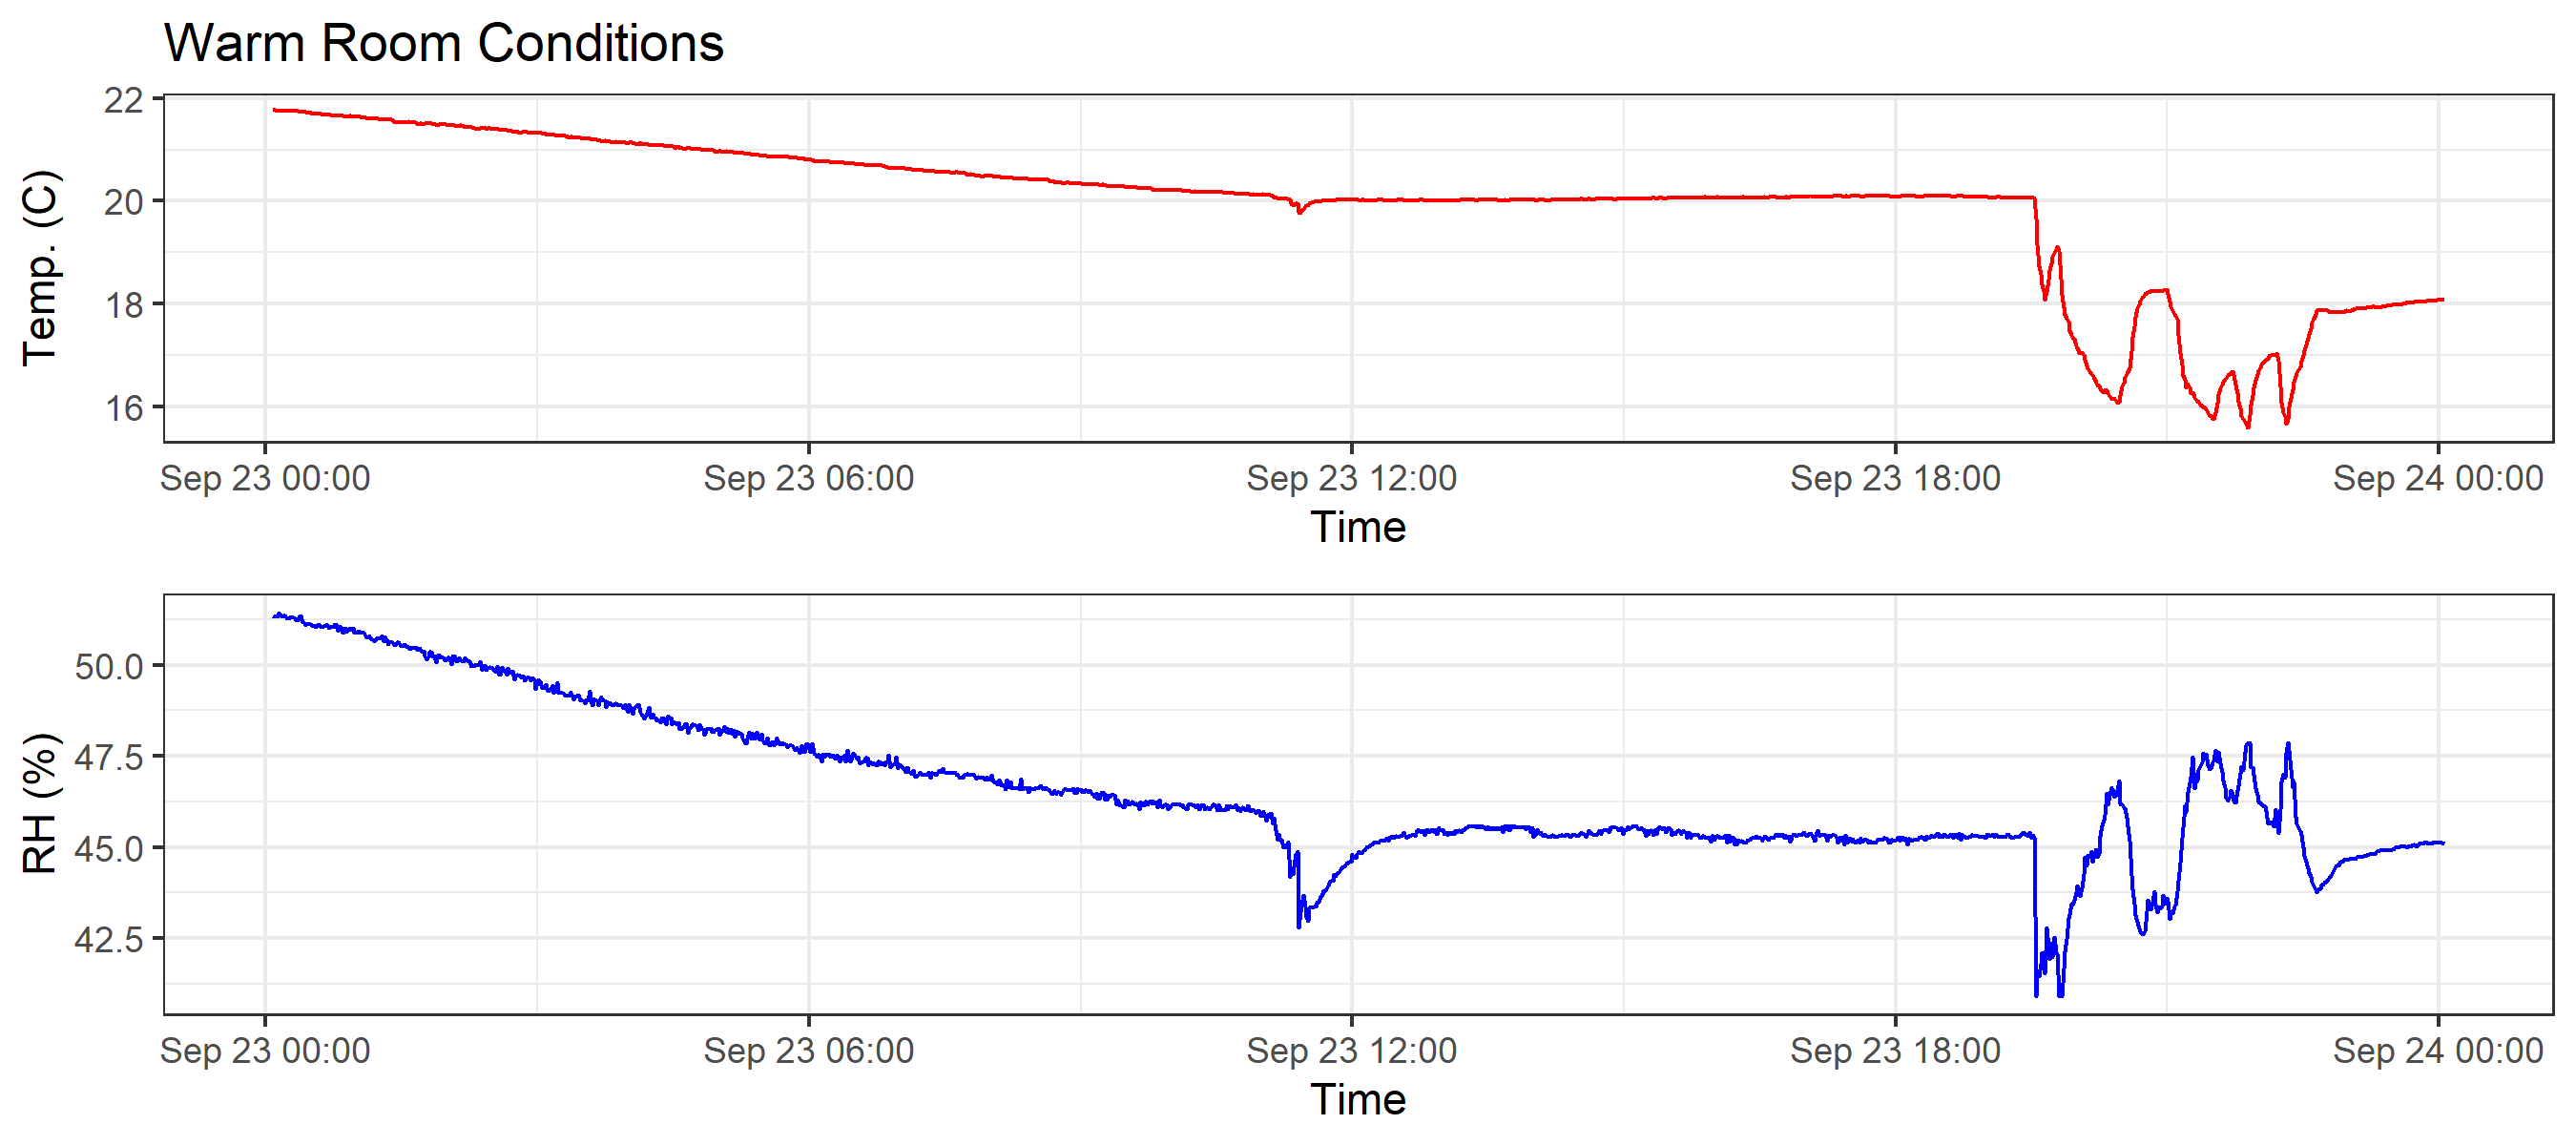 Warm Room Conditions
Temp. (C)
22
20
18
16
Sep 23 00:00 Sep 23 06:00 Sep 23 12:00 Sep 23 18:00 Sep 24 00:00
Time
RH (%)
50.0
47.5
45.0
42.5
Sep 23 00:00 Sep 23 06:00 Sep 23 12:00 Sep 23 18:00 Sep 24 00:00
Time